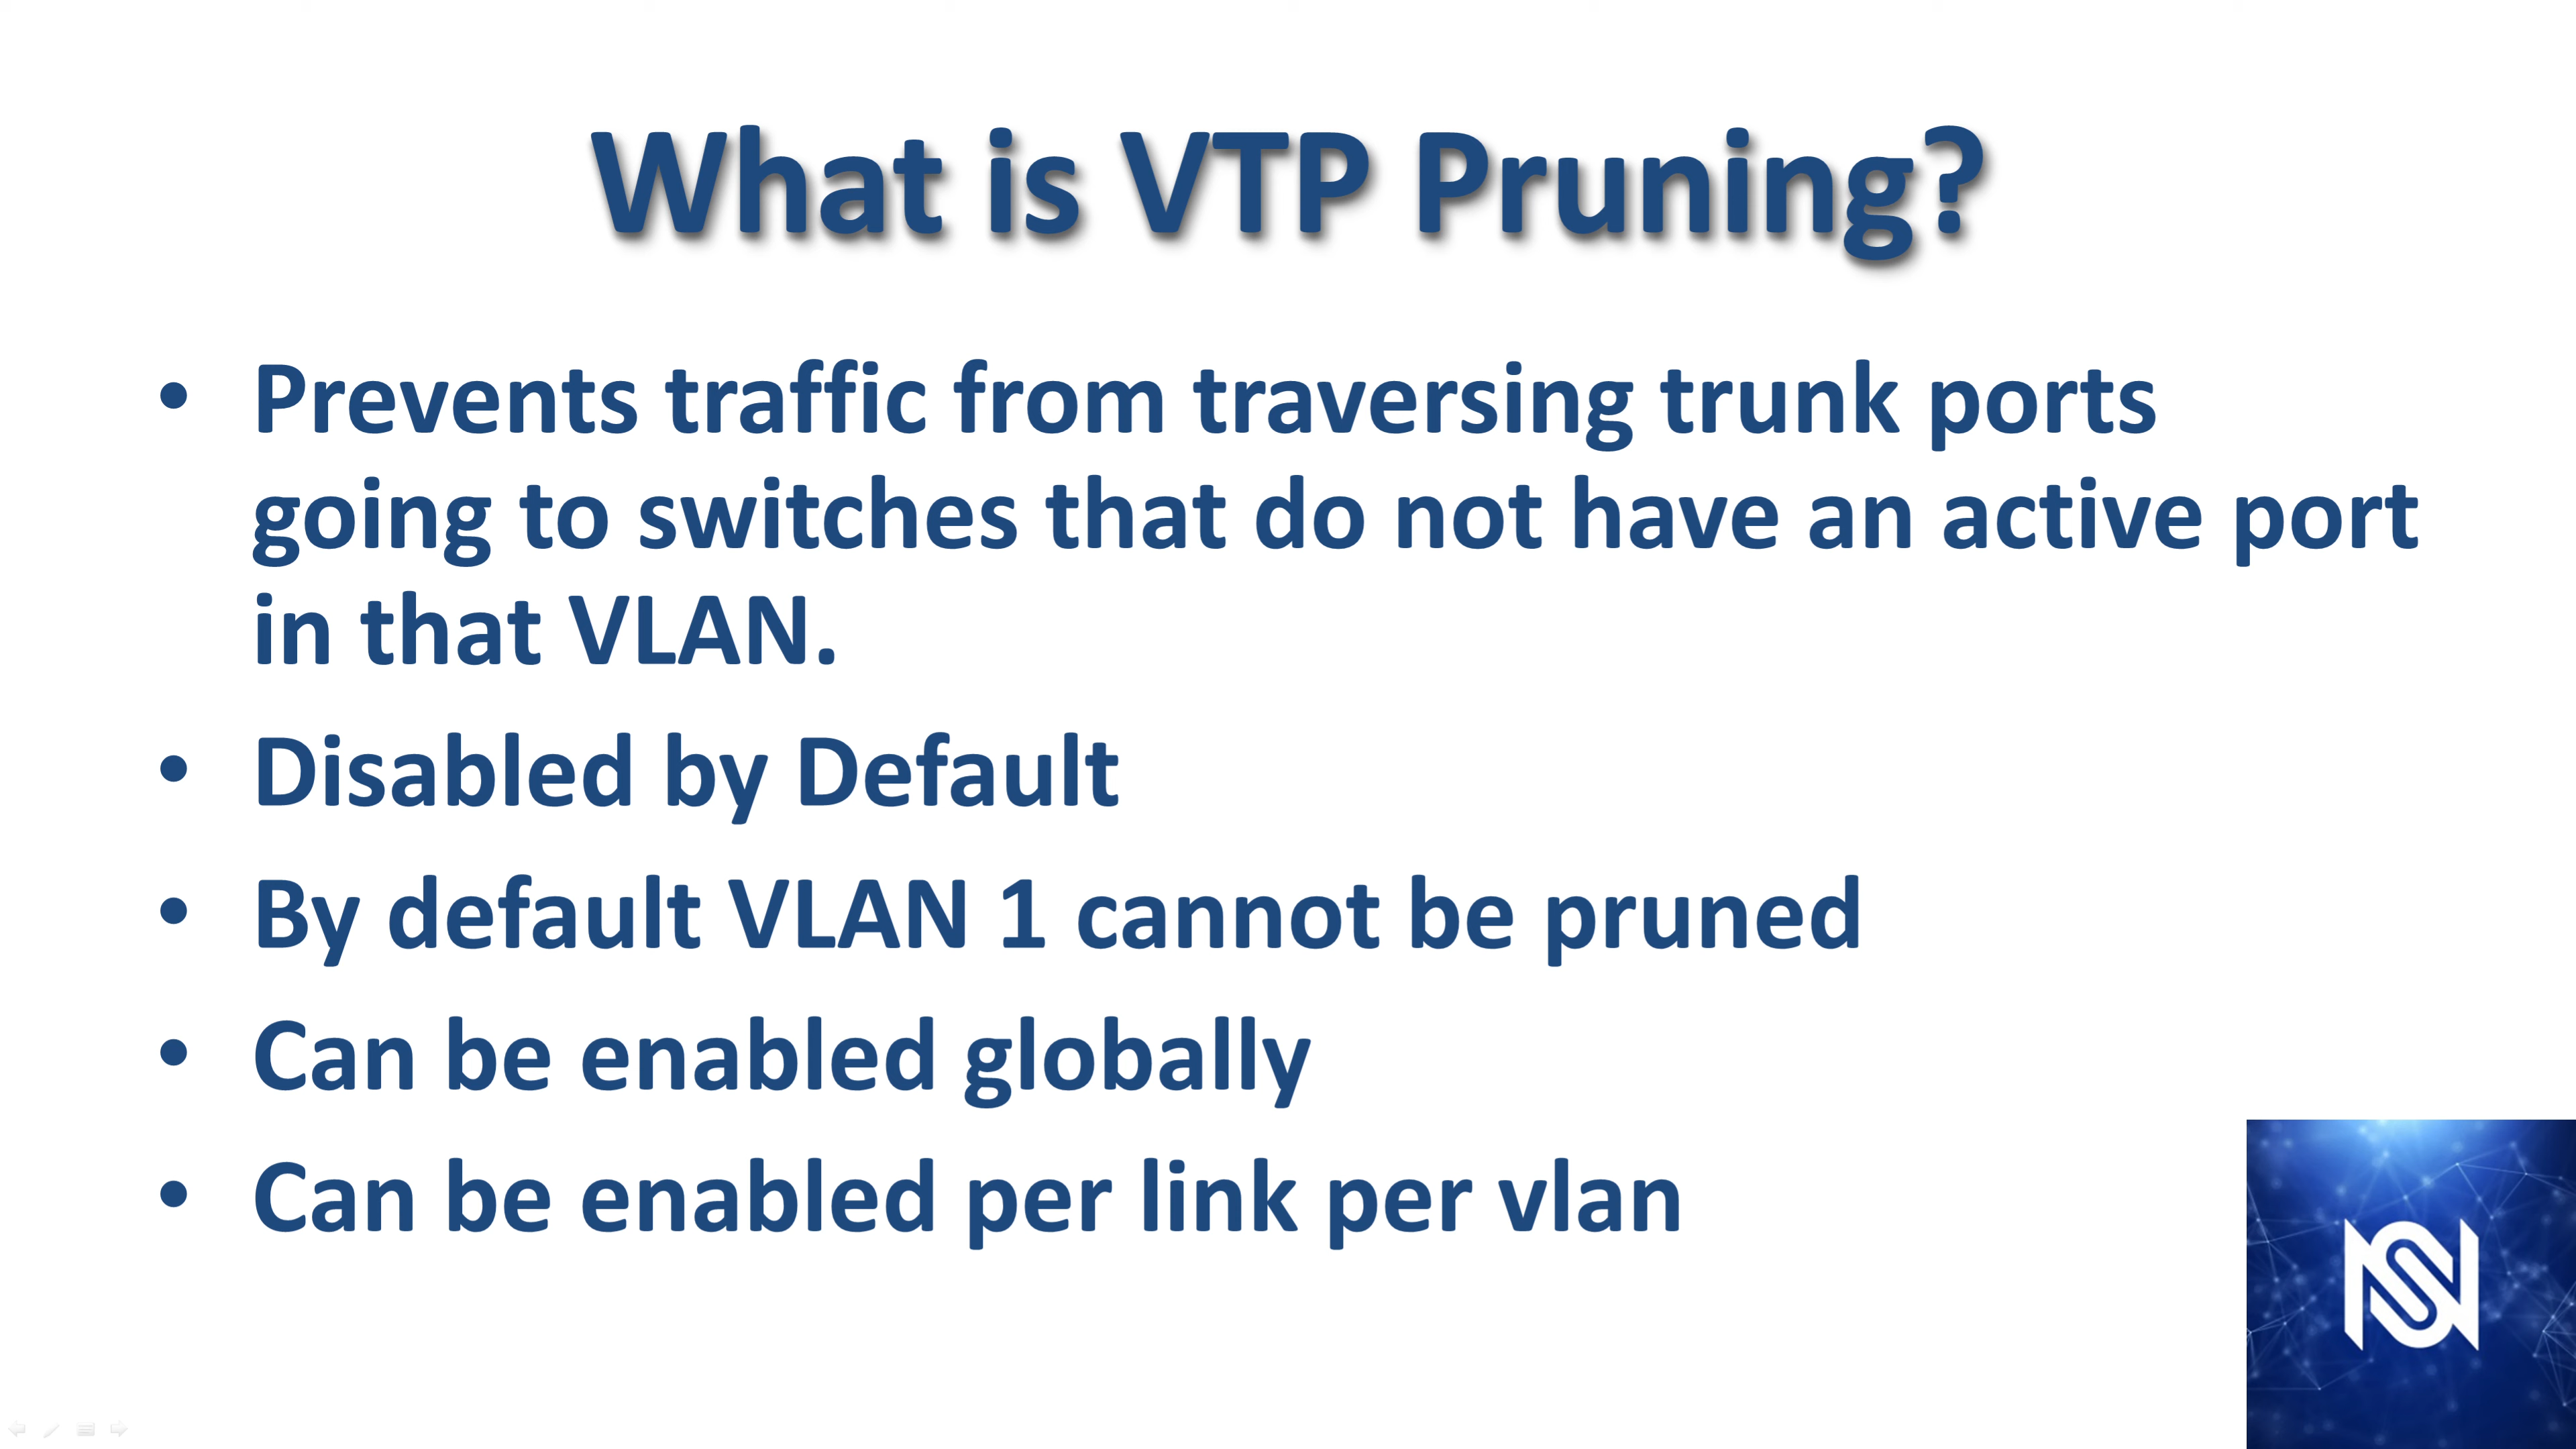 What is VTP Pruning?
• Prevents traffic from traversing trunk ports
going to switches that do not have an active port
in that VLAN.
• Disabled by Default
• By default VLAN 1 cannot be pruned
• Can be enabled globally
• Can be enabled per link per vlan